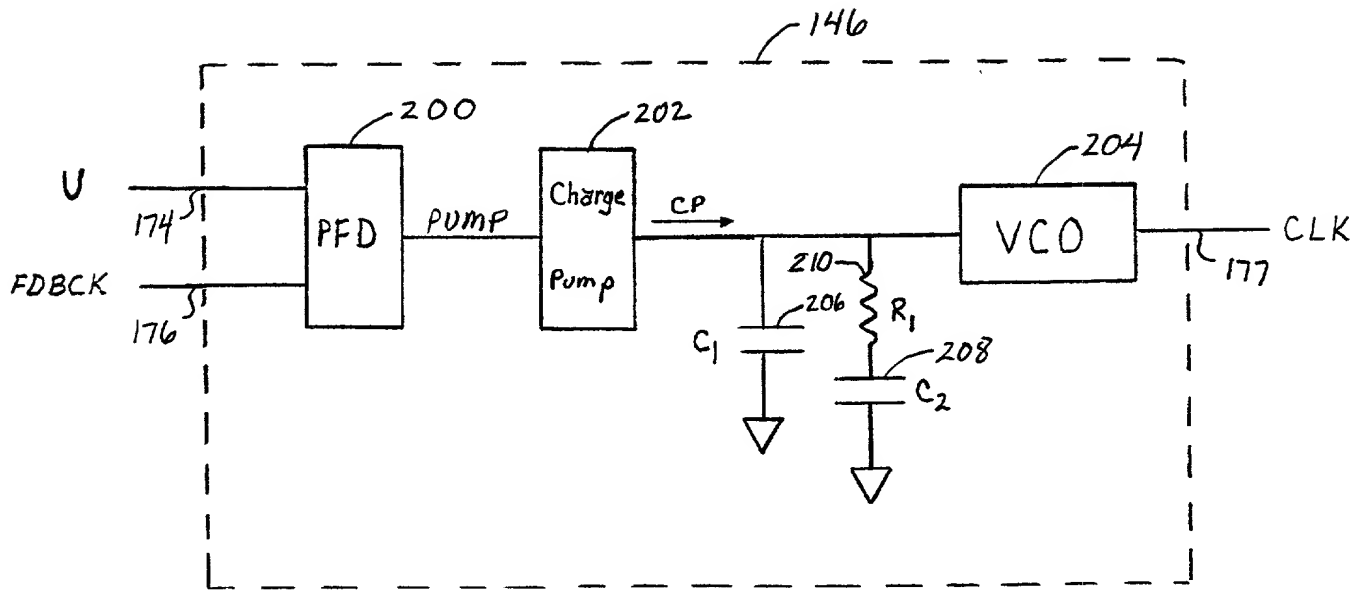 146
200
202
204
U
174
PFD
PUMP
Charge
Pump
CP
VCO
CLK
177
FDBCK
176
210
206
R1
C1
208
C2